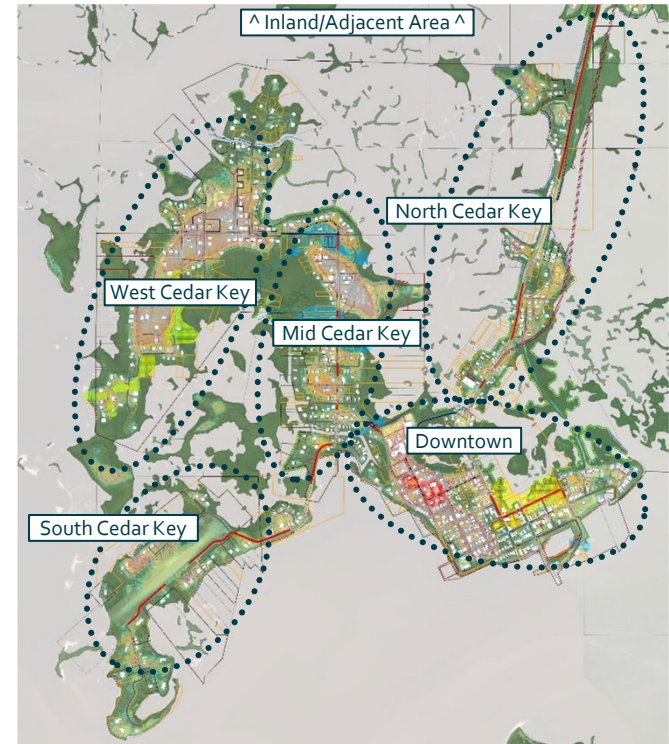 ^ Inland/Adjacent Area ^
North Cedar Key
West Cedar Key
Mid Cedar Key
Downtown
South Cedar Key